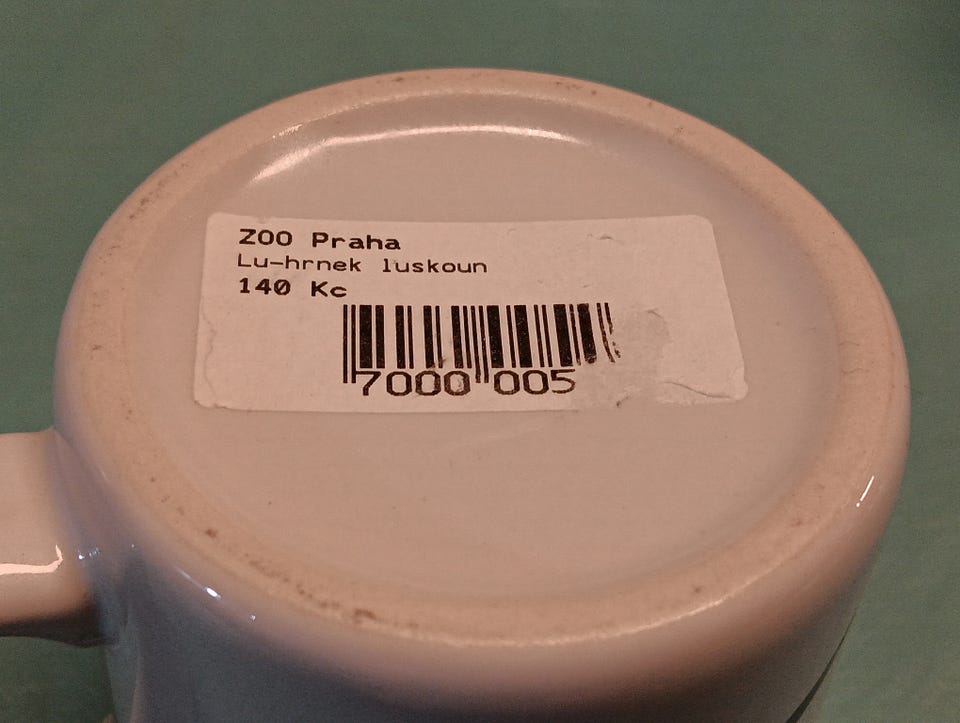 ZOO Praha
Lu-hrnek luskoun
140 Kc
7000 005